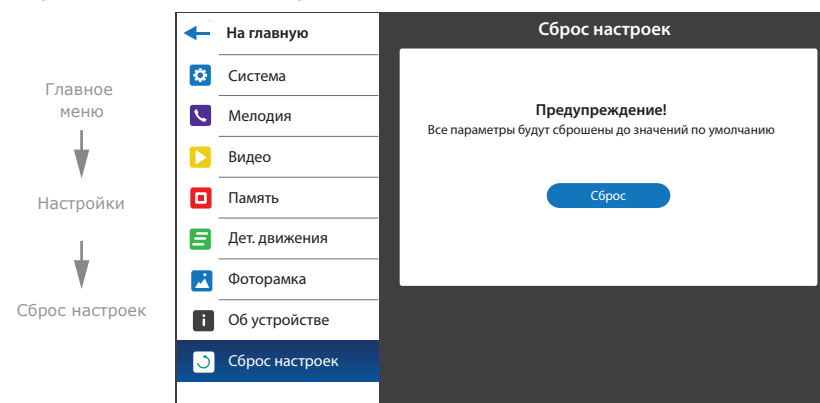 Главное
меню
Настройки
Сброс настроек
На главную
Система
Мелодия
Видео
Память
Дет. движения
Фоторамка
Об устройстве
Сброс настроек
Сброс настроек
Предупреждение!
Все параметры будут сброшены до значений по умолчанию
Сброс